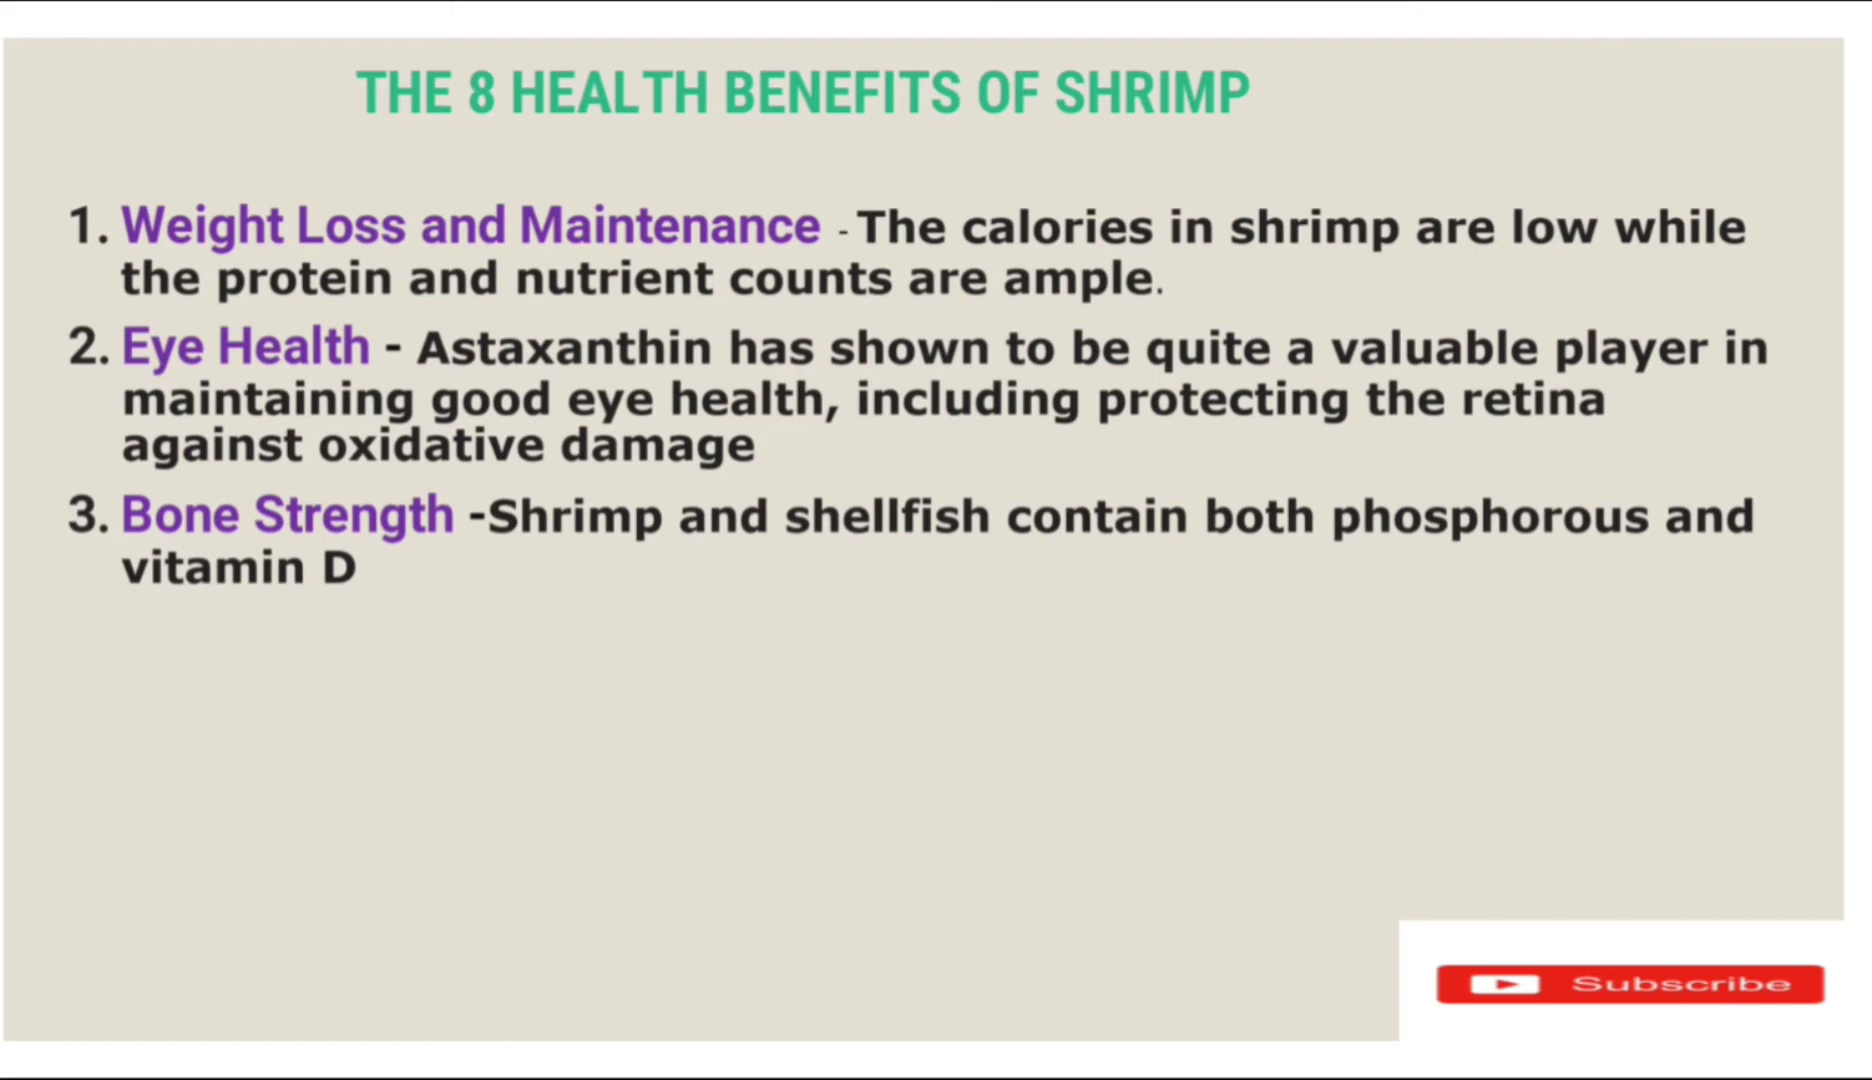 THE 8 HEALTH BENEFITS OF SHRIMP
1. Weight Loss and Maintenance - The calories in shrimp are low while
the protein and nutrient counts are ample.
2. Eye Health - Astaxanthin has shown to be quite a valuable player in
maintaining good eye health, including protecting the retina
against oxidative damage
3. Bone Strength -Shrimp and shellfish contain both phosphorous and
vitamin D
Subscribe